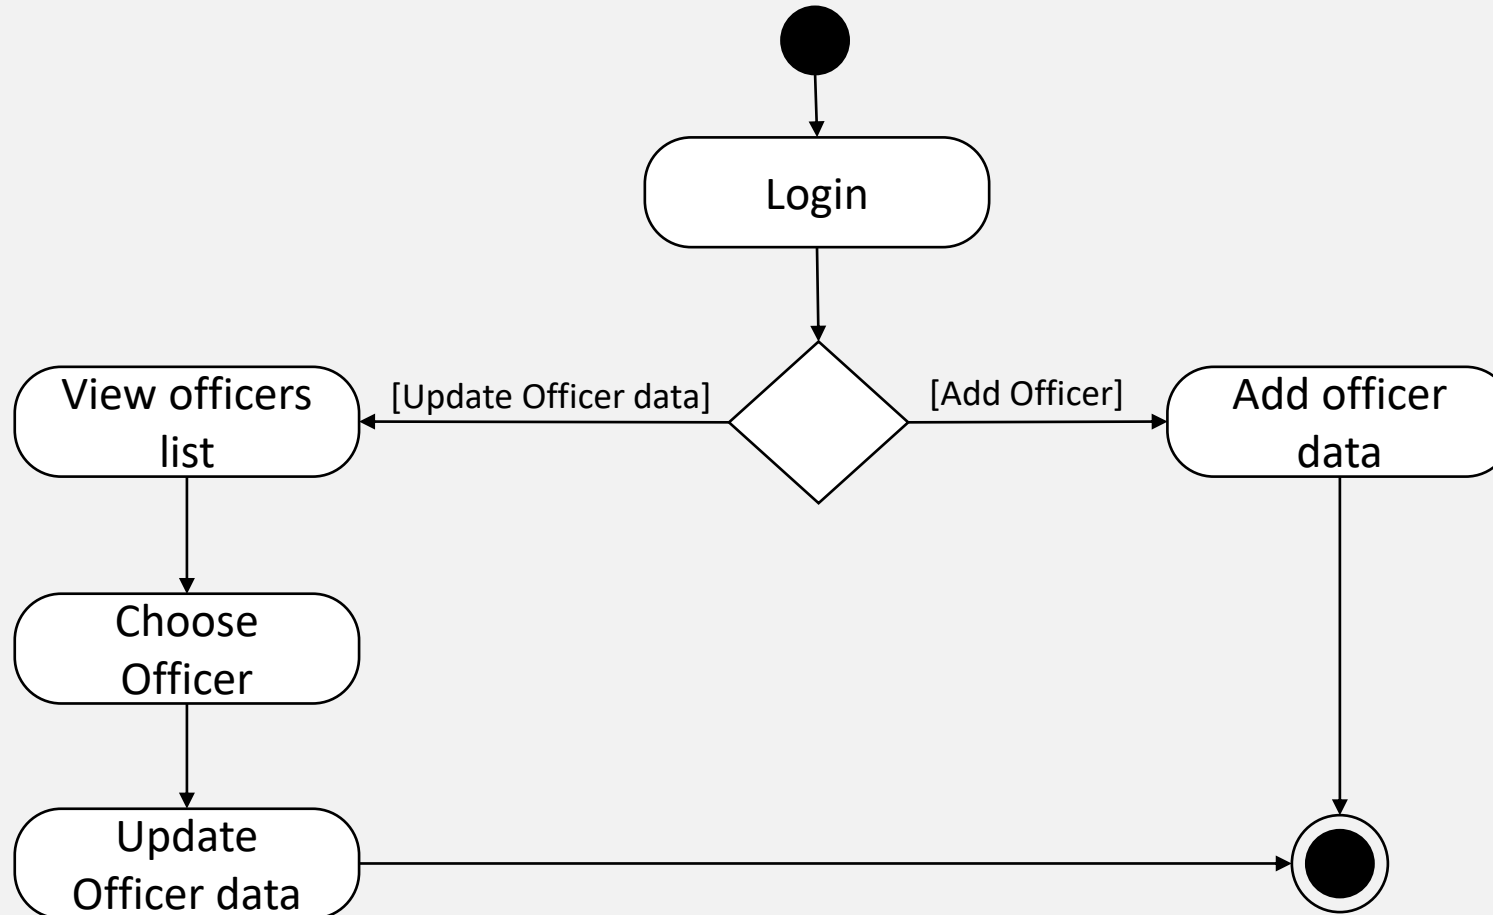 Login
[Update Officer data]
[Add Officer]
View officers
list
Add officer
data
Choose
Officer
Update
Officer data